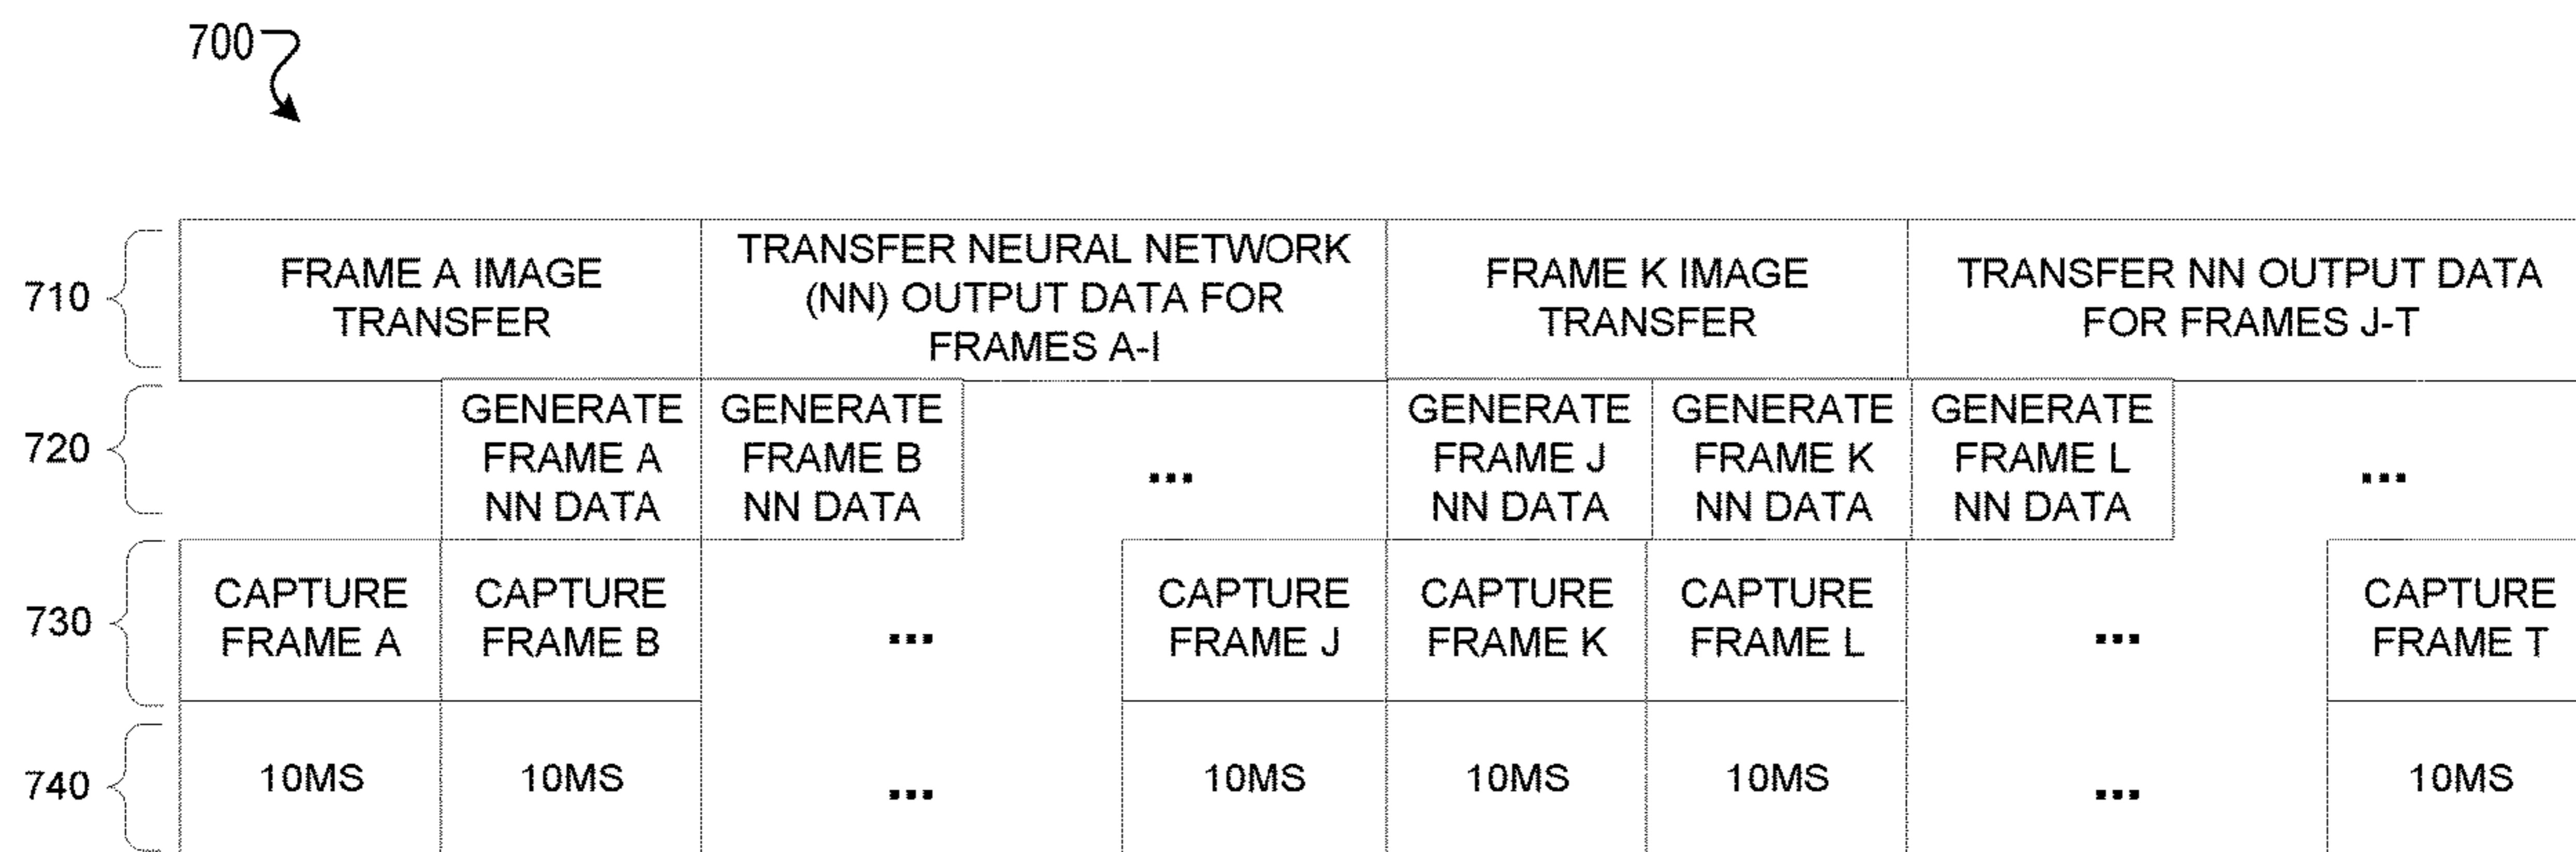 700
710
FRAME A IMAGE
TRANSFER
TRANSFER NEURAL NETWORK
(NN) OUTPUT DATA FOR
FRAMES A-I
FRAME K IMAGE
TRANSFER
TRANSFER NN OUTPUT DATA
FOR FRAMES J-T
720
GENERATE
FRAME A
NN DATA
GENERATE
FRAME B
NN DATA
...
GENERATE
FRAME J
NN DATA
GENERATE
FRAME K
NN DATA
GENERATE
FRAME L
NN DATA
...
730
CAPTURE
FRAME A
CAPTURE
FRAME B
...
CAPTURE
FRAME J
CAPTURE
FRAME K
CAPTURE
FRAME L
...
CAPTURE
FRAME T
740
10MS
10MS
...
10MS
10MS
10MS
...
10MS